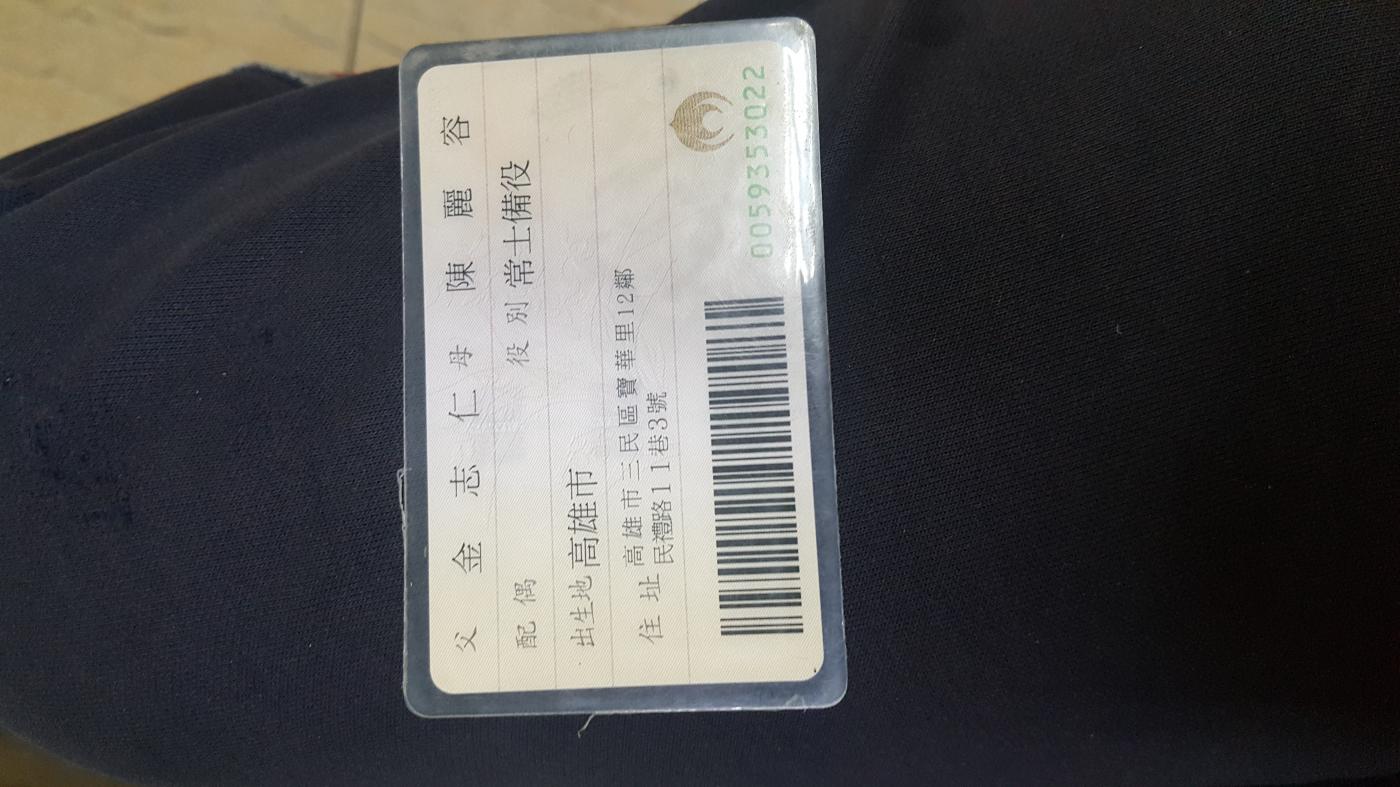 父 金志仁 母 陳麗容
配偶 役別 常士備役
出生地 高雄市
住址 高雄市三民區寶華里12鄰
民禮路11巷3號
0059353022